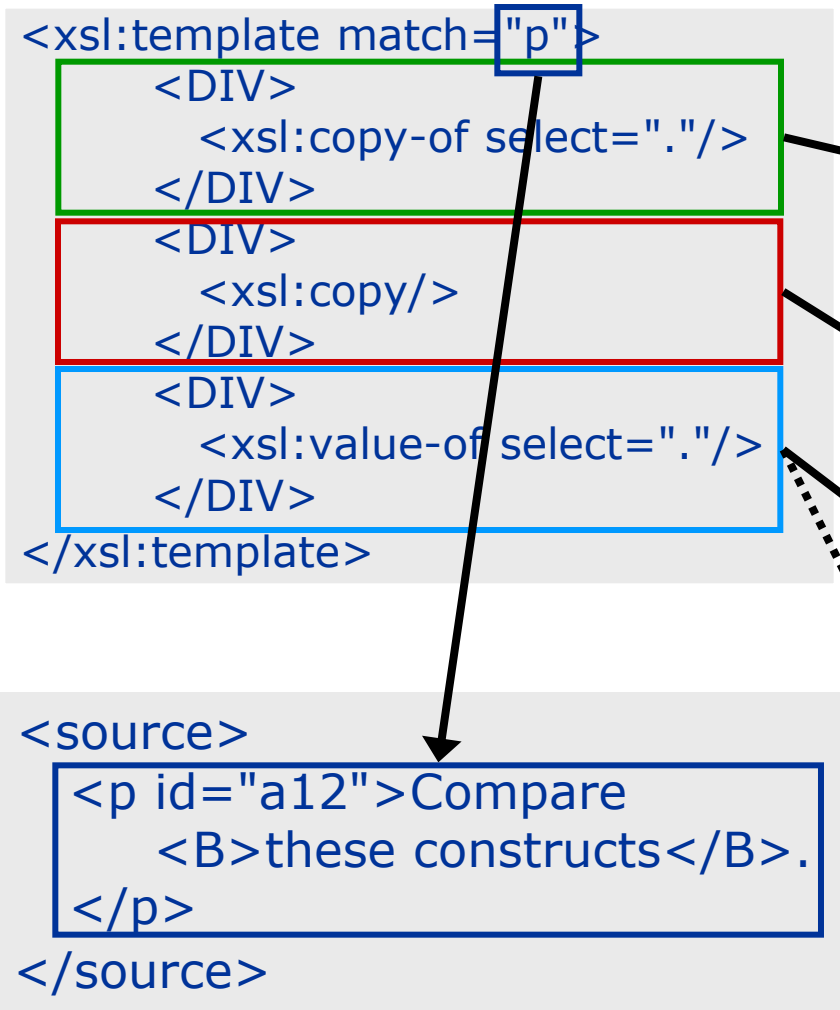 <xsl:template match="p">
<DIV>
<xsl:copy-of select="."/>
</DIV>
<DIV>
<xsl:copy/>
</DIV>
<DIV>
<xsl:value-of select="."/>
</DIV>
</xsl:template>
<source>
<p id="a12">Compare
<B>these constructs</B>.
</p>
</source>